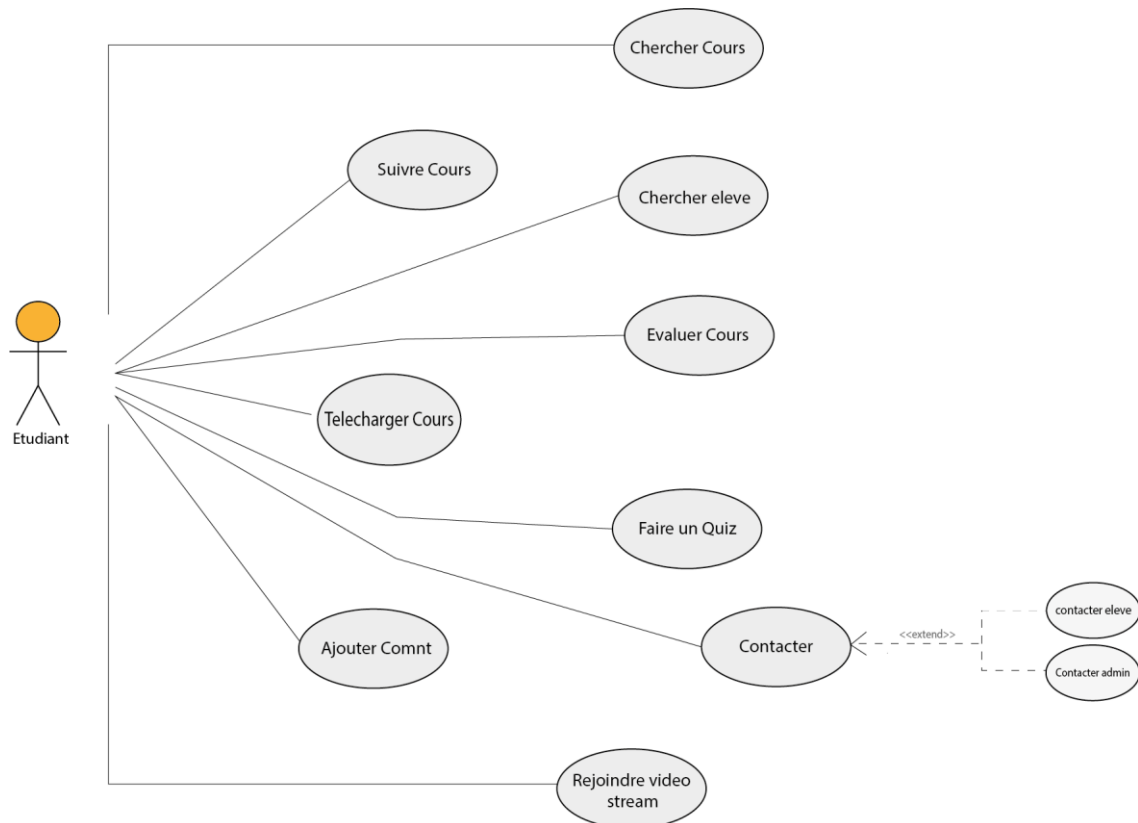 Chercher Cours
Suivre Cours
Chercher eleve
Evaluer Cours
Telecharger Cours
Etudiant
Faire un Quiz
contacter eleve
<<extend>>
Ajouter Comnt
Contacter
Contacter admin
Rejoindre video
stream